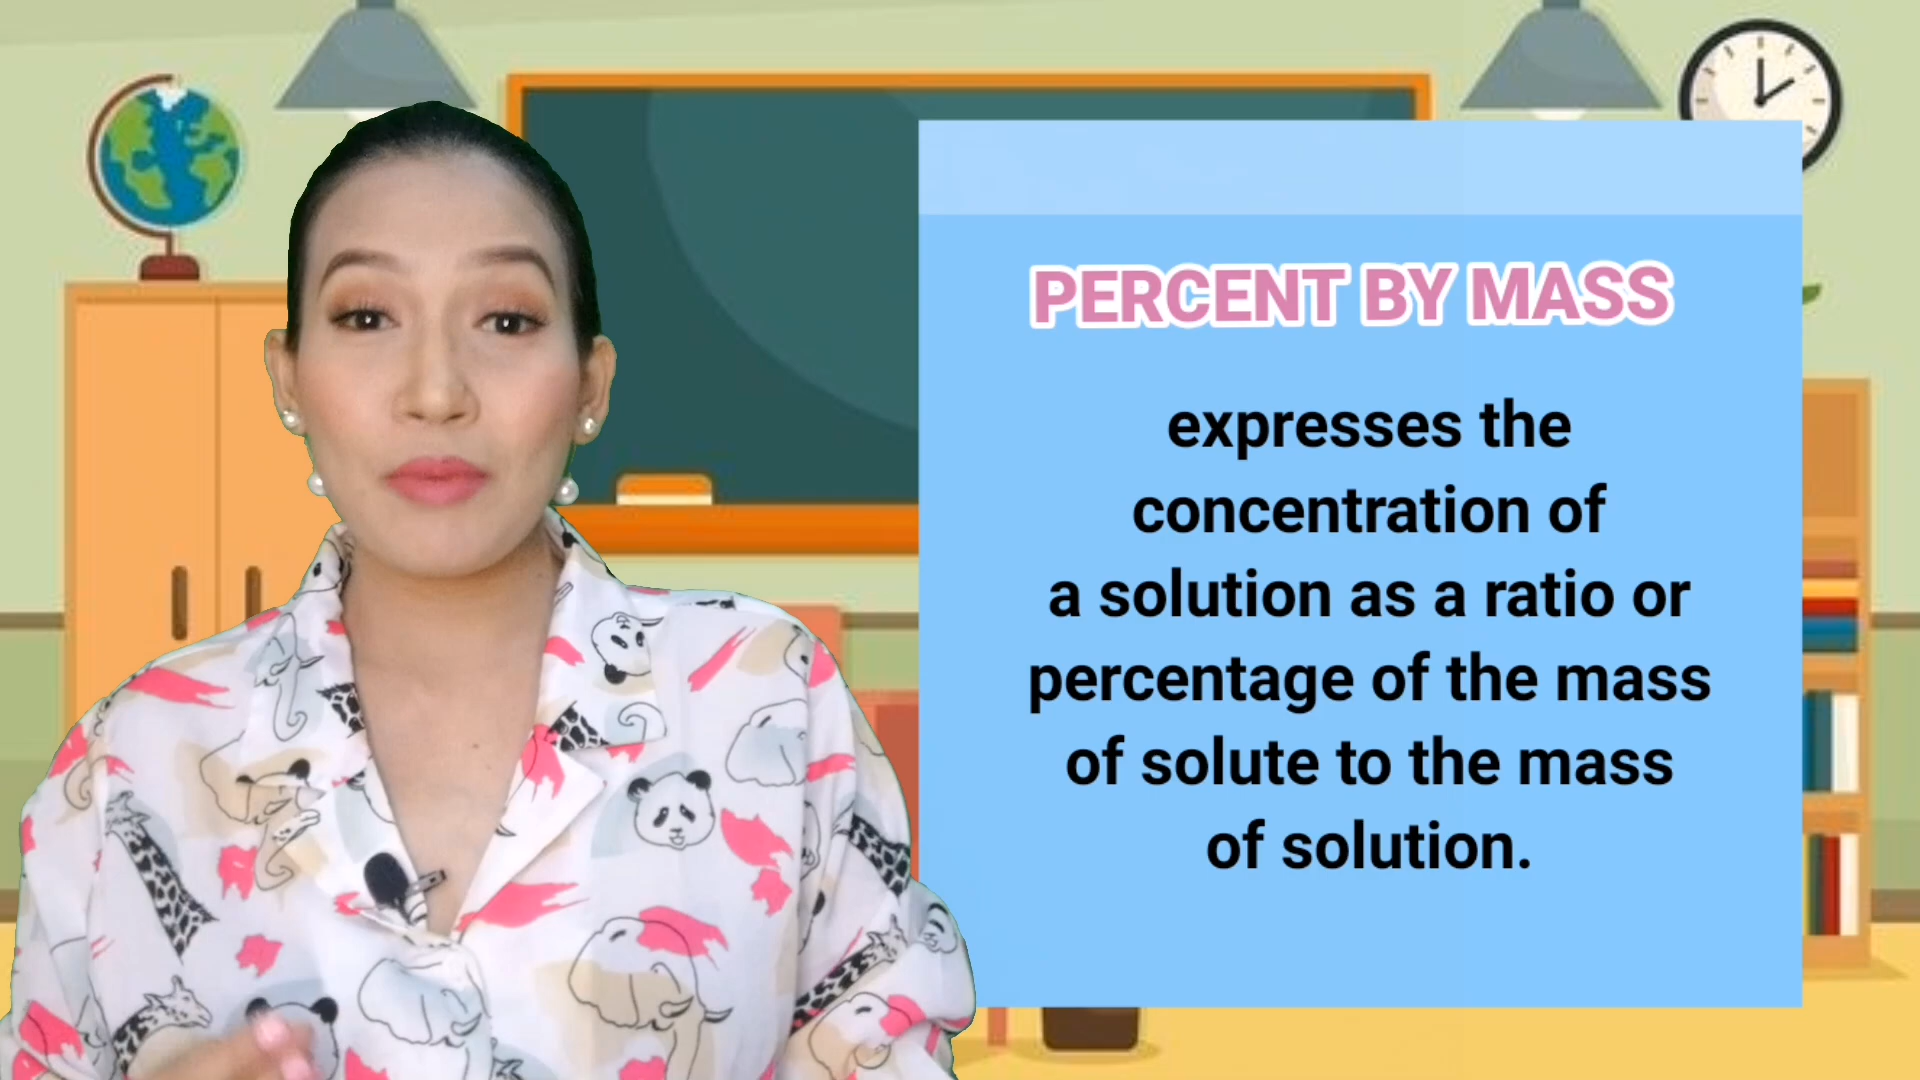 PERCENT BY MASS
expresses the
concentration of
a solution as a ratio or
percentage of the mass
of solute to the mass
of solution.